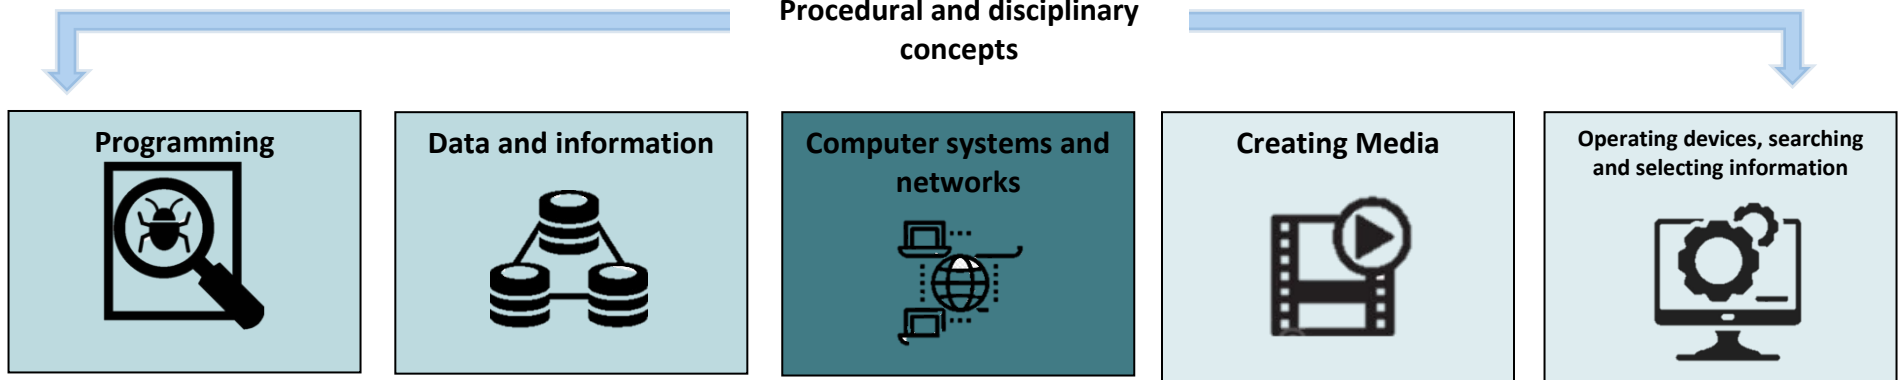 Procedural and disciplinary
concepts
Programming
Data and information
Computer systems and
networks
Creating Media
Operating devices, searching
and selecting information